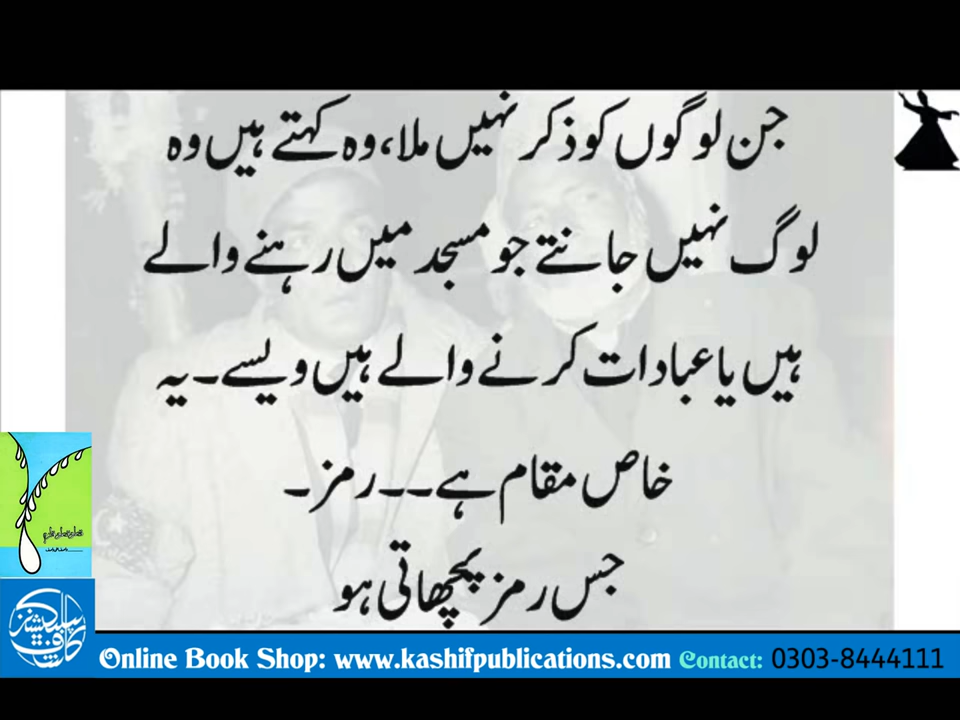 جن لوگوں کو ذکر نہیں ملا، وہ کہتے ہیں وہ
لوگ نہیں جانتے جو مسجد میں رہنے والے
ہیں یا عبادات کرنے والے ہیں ویسے۔ یہ
خاص مقام ہے۔۔ رمز۔
جس رمز پچھاتی ہو
Online Book Shop: www.kashifpublications.com Contact: 0303-8444111